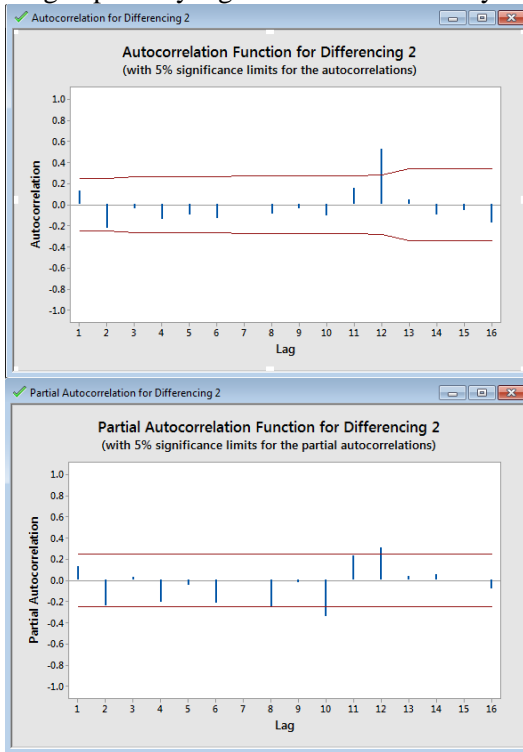 Autocorrelation Function for Differencing 2
Autocorrelation Function for Differencing 2
(with 5% significance limits for the autocorrelations)
1.0
0.8
0.6
0.4
0.2
0.0
-0.2
-0.4
-0.6
-0.8
-1.0
Autocorrelation
1 2 3 4 5 6 7 8 9 10 11 12 13 14 15 16
Lag
Partial Autocorrelation for Differencing 2
Partial Autocorrelation Function for Differencing 2
(with 5% significance limits for the partial autocorrelations)
1.0
0.8
0.6
0.4
0.2
0.0
-0.2
-0.4
-0.6
-0.8
-1.0
Partial Autocorrelation
1 2 3 4 5 6 7 8 9 10 11 12 13 14 15 16
Lag